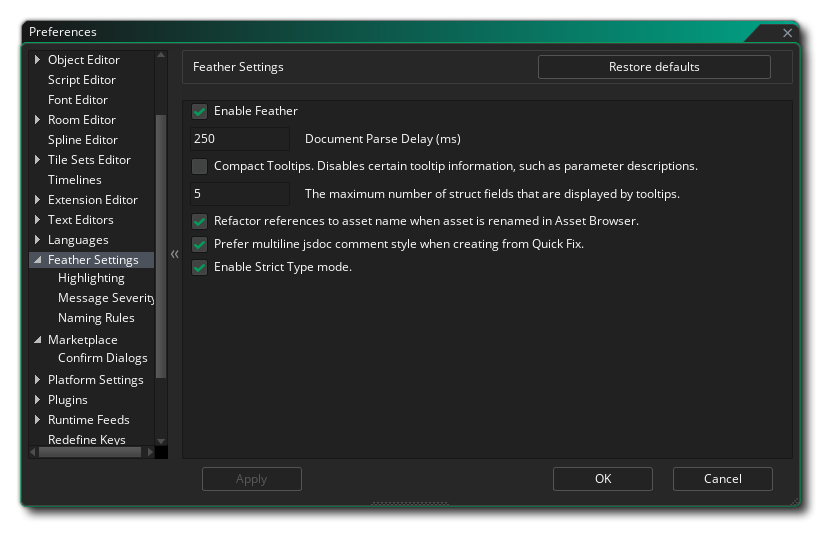 Preferences
Object Editor
Script Editor
Font Editor
Room Editor
Spline Editor
Tile Sets Editor
Timelines
Extension Editor
Text Editors
Languages
Feather Settings
Highlighting
Message Severity
Naming Rules
Marketplace
Confirm Dialogs
Platform Settings
Plugins
Runtime Feeds
Redefine Keys
Feather Settings
Restore defaults
Enable Feather
250 Document Parse Delay (ms)
Compact Tooltips. Disables certain tooltip information, such as parameter descriptions.
5 The maximum number of struct fields that are displayed by tooltips.
Refactor references to asset name when asset is renamed in Asset Browser.
Prefer multiline jsdoc comment style when creating from Quick Fix.
Enable Strict Type mode.
Apply
OK
Cancel